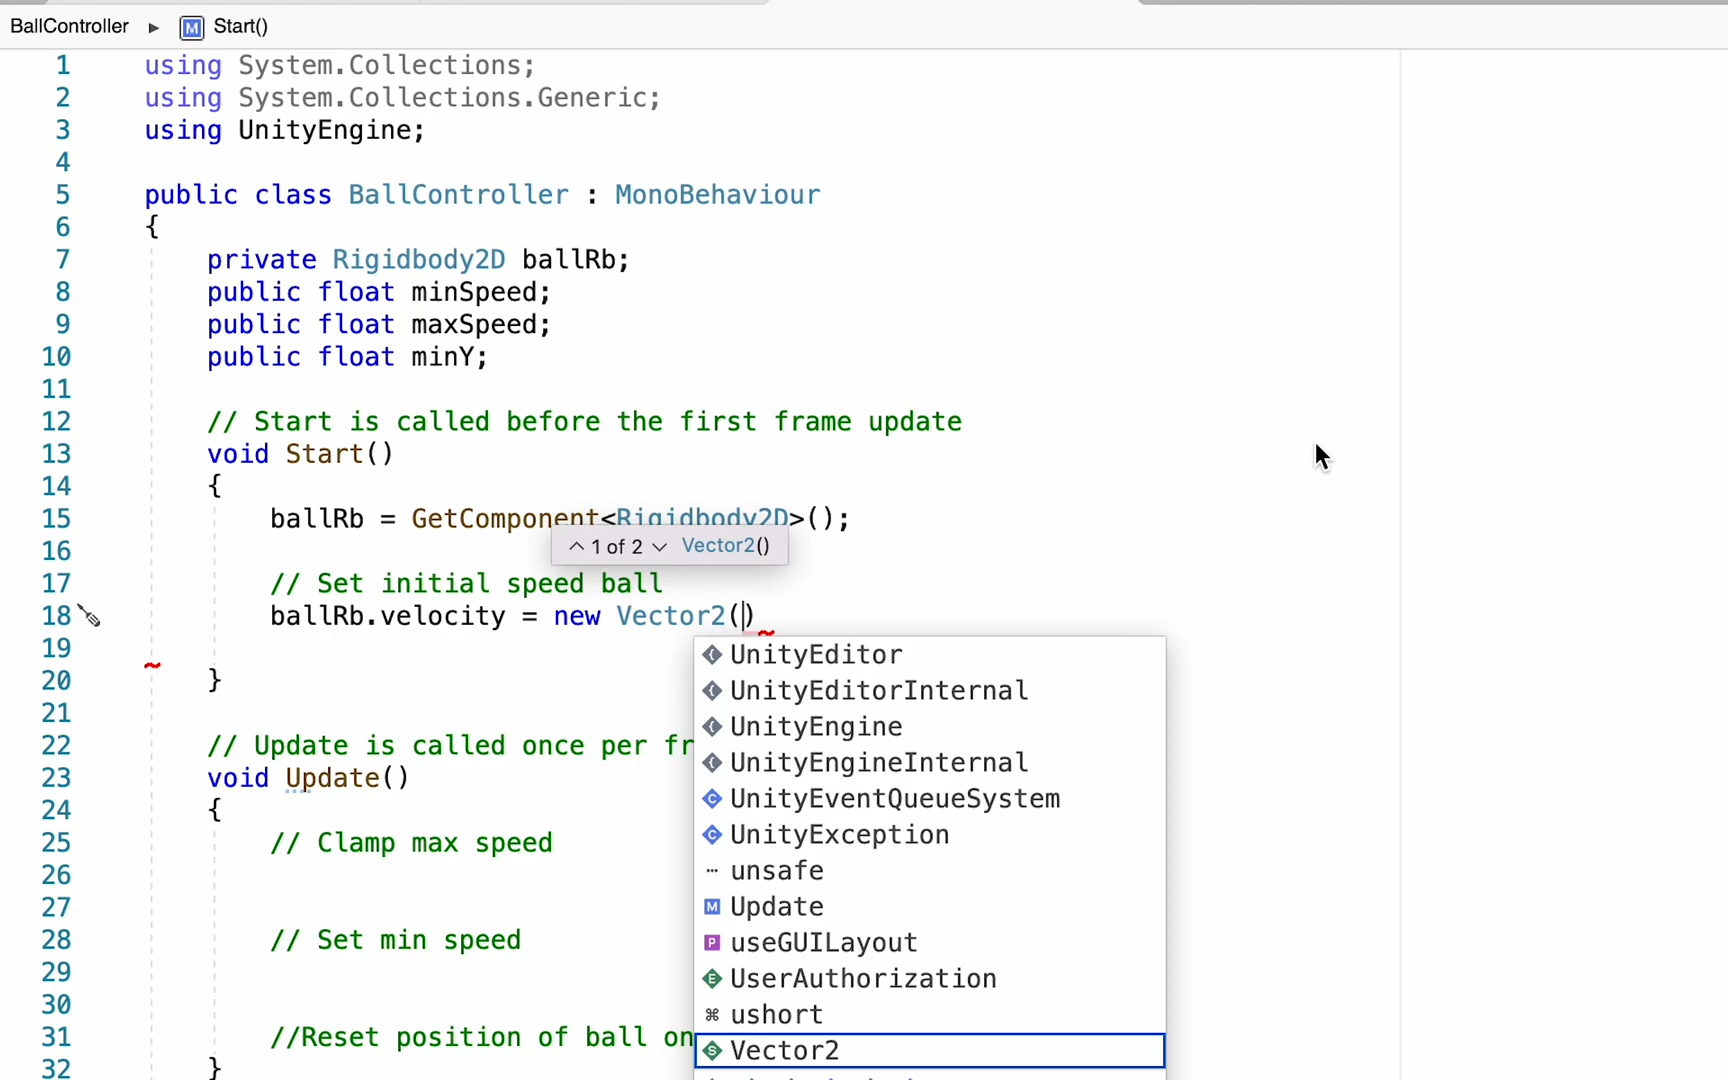 BallController ▸ M Start()
1 using System.Collections;
2 using System.Collections.Generic;
3 using UnityEngine;
4
5 public class BallController : MonoBehaviour
6 {
7 private Rigidbody2D ballRb;
8 public float minSpeed;
9 public float maxSpeed;
10 public float minY;
11
12 // Start is called before the first frame update
13 void Start()
14 {
15 ballRb = GetComponent<Rigidbody2D>();
16
^ 1 of 2 Vector2()
17 // Set initial speed ball
18 ballRb.velocity = new Vector2()
19
20 }
21
22 // Update is called once per fr
23 void Update()
24 {
25 // Clamp max speed
26
27
28 // Set min speed
29
30
31 //Reset position of ball on
32 }
UnityEditor
UnityEditorInternal
UnityEngine
UnityEngineInternal
UnityEventQueueSystem
UnityException
unsafe
Update
useGUILayout
UserAuthorization
ushort
Vector2